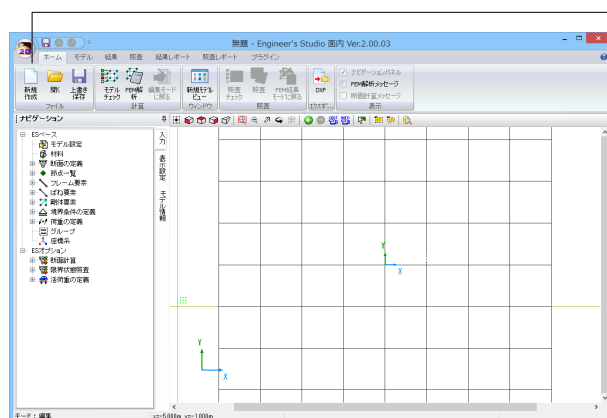 無題 - Engineer's Studio 面内 Ver.2.00.03
2D
ホーム モデル 結果 照査 結果レポート 照査レポート プラグイン
新規作成 開く 上書き保存
ファイル
モデルチェック FEM解析 編集モードに戻る
計算
新規モデルビュー
ウィンドウ
照査チェック 照査 FEM結果モードに戻る
照査
DXF
エクスポ...
ナビゲーションパネル
FEM解析メッセージ
断面計算メッセージ
表示
ナビゲーション
ESベース
モデル設定
材料
断面の定義
節点一覧
フレーム要素
ばね要素
剛体要素
境界条件の定義
荷重の定義
グループ
座標系
ESオプション
断面計算
限界状態照査
活荷重の定義
入力
表示設定
モデル情報
Y
X
Y
X
モード : 編集
x=-5.000m y=-1.000m